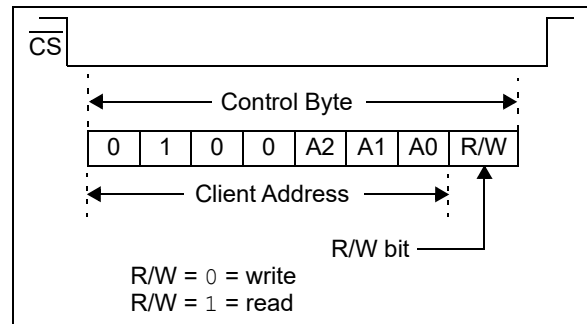 CS
Control Byte
0 1 0 0 A2 A1 A0 R/W
Client Address
R/W bit
R/W = 0 = write
R/W = 1 = read